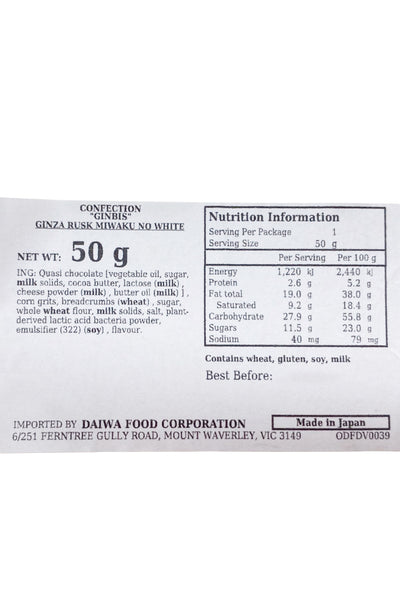 CONFECTION
"GINBIS"
GINZA RUSK MIWAKU NO WHITE
NET WT: 50 g
ING: Quasi chocolate [vegetable oil, sugar,
milk solids, cocoa butter, lactose (milk) ,
cheese powder (milk) , butter oil (milk) ] ,
corn grits, breadcrumbs (wheat) , sugar,
whole wheat flour, milk solids, salt, plant-
derived lactic acid bacteria powder,
emulsifier (322) (soy) , flavour.
Nutrition Information
Serving Per Package 1
Serving Size 50 g
Per Serving Per 100 g
Energy 1,220 kJ 2,440 kJ
Protein 2.6 g 5.2 g
Fat total 19.0 g 38.0 g
Saturated 9.2 g 18.4 g
Carbohydrate 27.9 g 55.8 g
Sugars 11.5 g 23.0 g
Sodium 40 mg 79 mg
Contains wheat, gluten, soy, milk
Best Before:
IMPORTED BY DAIWA FOOD CORPORATION
Made in Japan
6/251 FERNTREE GULLY ROAD, MOUNT WAVERLEY, VIC 3149 ODFDV0039